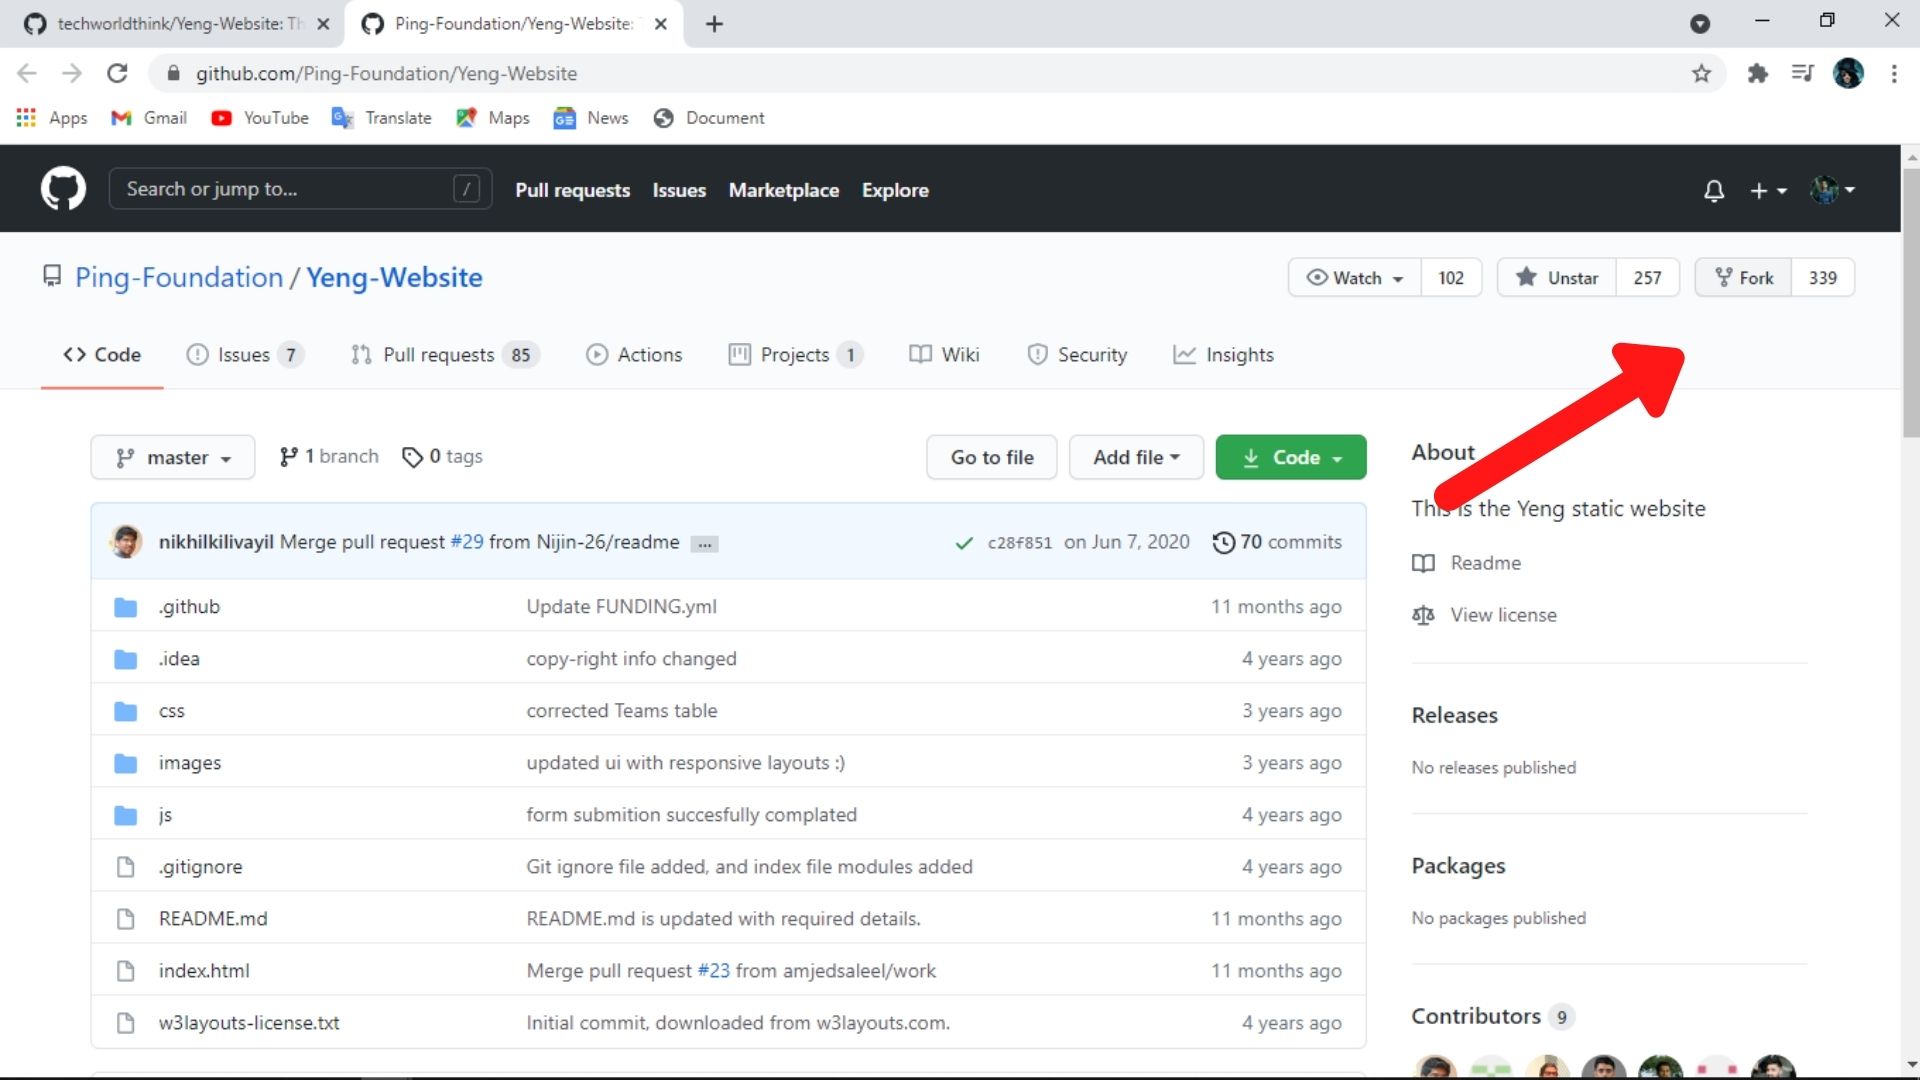 techworldthink/Yeng-Website: Th
Ping-Foundation/Yeng-Website:
github.com/Ping-Foundation/Yeng-Website
Apps Gmail YouTube Translate Maps News Document
Search or jump to... / Pull requests Issues Marketplace Explore
Ping-Foundation / Yeng-Website Watch 102 Unstar 257 Fork 339
Code Issues 7 Pull requests 85 Actions Projects 1 Wiki Security Insights
master 1 branch 0 tags Go to file Add file Code
nikhilkilivayil Merge pull request #29 from Nijin-26/readme ... c28f851 on Jun 7, 2020 70 commits
.github Update FUNDING.yml 11 months ago
.idea copy-right info changed 4 years ago
css corrected Teams table 3 years ago
images updated ui with responsive layouts :) 3 years ago
js form submition succesfully complated 4 years ago
.gitignore Git ignore file added, and index file modules added 4 years ago
README.md README.md is updated with required details. 11 months ago
index.html Merge pull request #23 from amjedsaleel/work 11 months ago
w3layouts-license.txt Initial commit, downloaded from w3layouts.com. 4 years ago
About
This is the Yeng static website
Readme
View license
Releases
No releases published
Packages
No packages published
Contributors 9